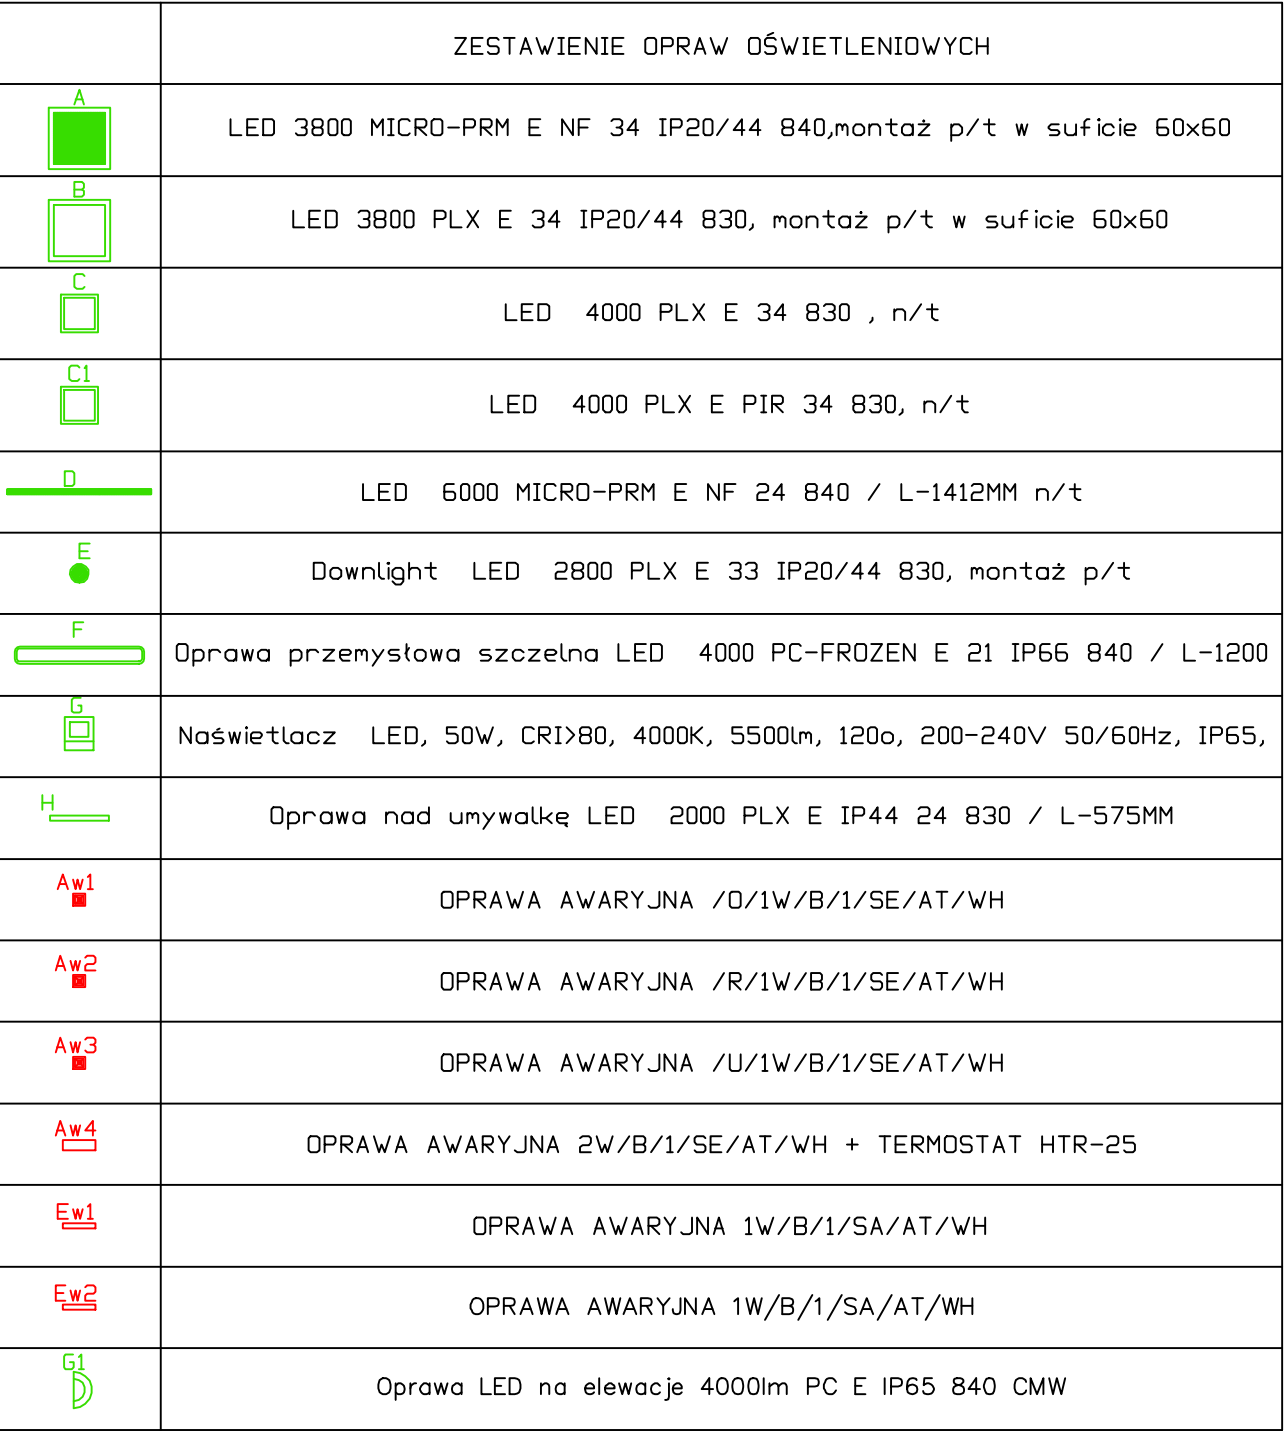 ZESTAWIENIE OPRAW OŚWIETLENIOWYCH
A
LED 3800 MICRO-PRM E NF 34 IP20/44 840,montaż p/t w suficie 60x60
B
LED 3800 PLX E 34 IP20/44 830, montaż p/t w suficie 60x60
C
LED 4000 PLX E 34 830 , n/t
C1
LED 4000 PLX E PIR 34 830, n/t
D
LED 6000 MICRO-PRM E NF 24 840 / L-1412MM n/t
E
Downlight LED 2800 PLX E 33 IP20/44 830, montaż p/t
F
Oprawa przemysłowa szczelna LED 4000 PC-FROZEN E 21 IP66 840 / L-1200
G
Naświetlacz LED, 50W, CRI>80, 4000K, 5500lm, 120o, 200-240V 50/60Hz, IP65,
H
Oprawa nad umywalkę LED 2000 PLX E IP44 24 830 / L-575MM
Aw1
OPRAWA AWARYJNA /O/1W/B/1/SE/AT/WH
Aw2
OPRAWA AWARYJNA /R/1W/B/1/SE/AT/WH
Aw3
OPRAWA AWARYJNA /U/1W/B/1/SE/AT/WH
Aw4
OPRAWA AWARYJNA 2W/B/1/SE/AT/WH + TERMOSTAT HTR-25
Ew1
OPRAWA AWARYJNA 1W/B/1/SA/AT/WH
Ew2
OPRAWA AWARYJNA 1W/B/1/SA/AT/WH
G1
Oprawa LED na elewacje 4000lm PC E IP65 840 CMW